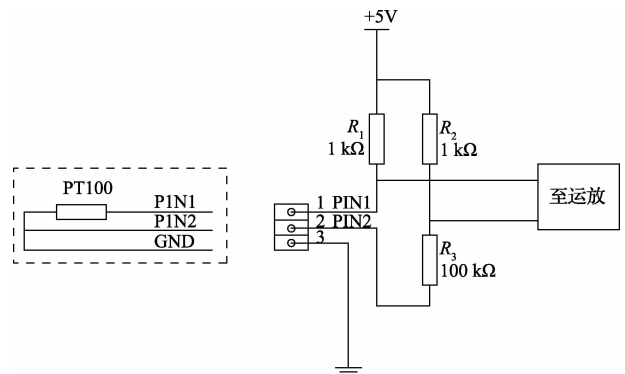 +5V
R1
1 kΩ
R2
1 kΩ
PT100
P1N1
P1N2
GND
1 PIN1
2 PIN2
3
至运放
R3
100 kΩ